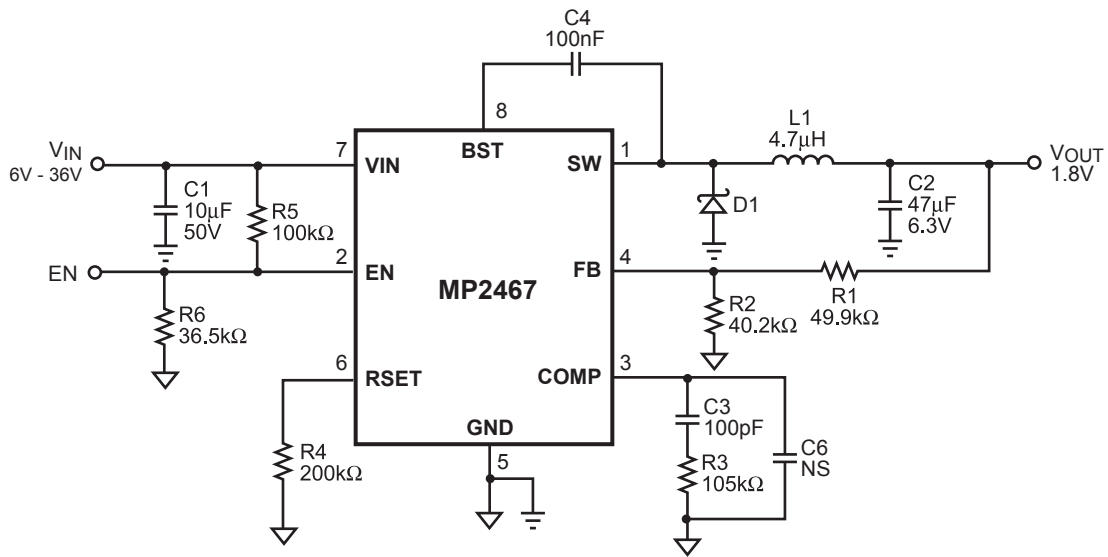 C4
100nF
8
L1
4.7µH
VIN
6V - 36V
7
VIN
BST
SW
1
VOUT
1.8V
C1
10µF
50V
R5
100kΩ
D1
C2
47µF
6.3V
EN
2
EN
FB
4
MP2467
R6
36.5kΩ
R2
40.2kΩ
R1
49.9kΩ
6
RSET
COMP
3
GND
5
C3
100pF
R4
200kΩ
R3
105kΩ
C6
NS